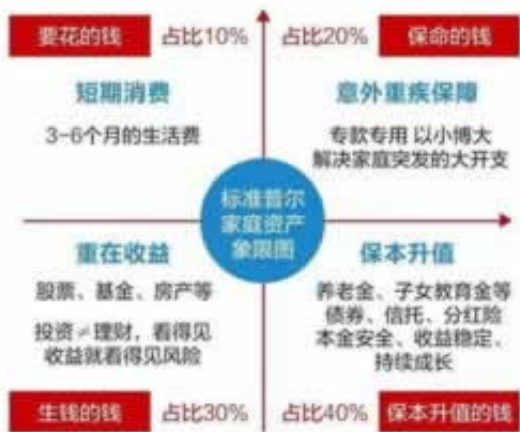 要花的钱 占比10%
占比20% 保命的钱
短期消费
3-6个月的生活费
意外重疾保障
专款专用 以小博大
解决家庭突发的大开支
标准普尔
家庭资产
象限图
重在收益
股票、基金、房产等
投资≠理财，看得见
收益就看得见风险
保本升值
养老金、子女教育金等
债券、信托、分红险
本金安全、收益稳定、
持续成长
生钱的钱 占比30%
占比40% 保本升值的钱